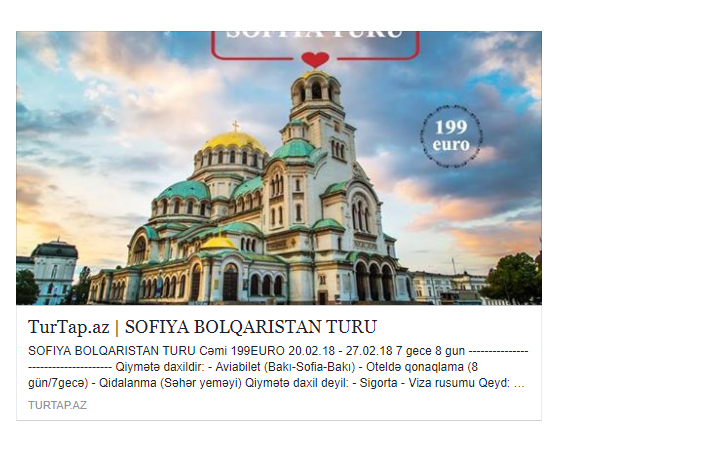 SOFIYA TURU
199
euro
TurTap.az | SOFIYA BOLQARISTAN TURU
SOFIYA BOLQARISTAN TURU Cəmi 199EURO 20.02.18 - 27.02.18 7 gece 8 gun ---------------
--------------------- Qiymətə daxildir: - Aviabilet (Bakı-Sofia-Bakı) - Oteldə qonaqlama (8
gün/7gecə) - Qidalanma (Səhər yeməyi) Qiymətə daxil deyil: - Sigorta - Viza rusumu Qeyd: …
TURTAP.AZ